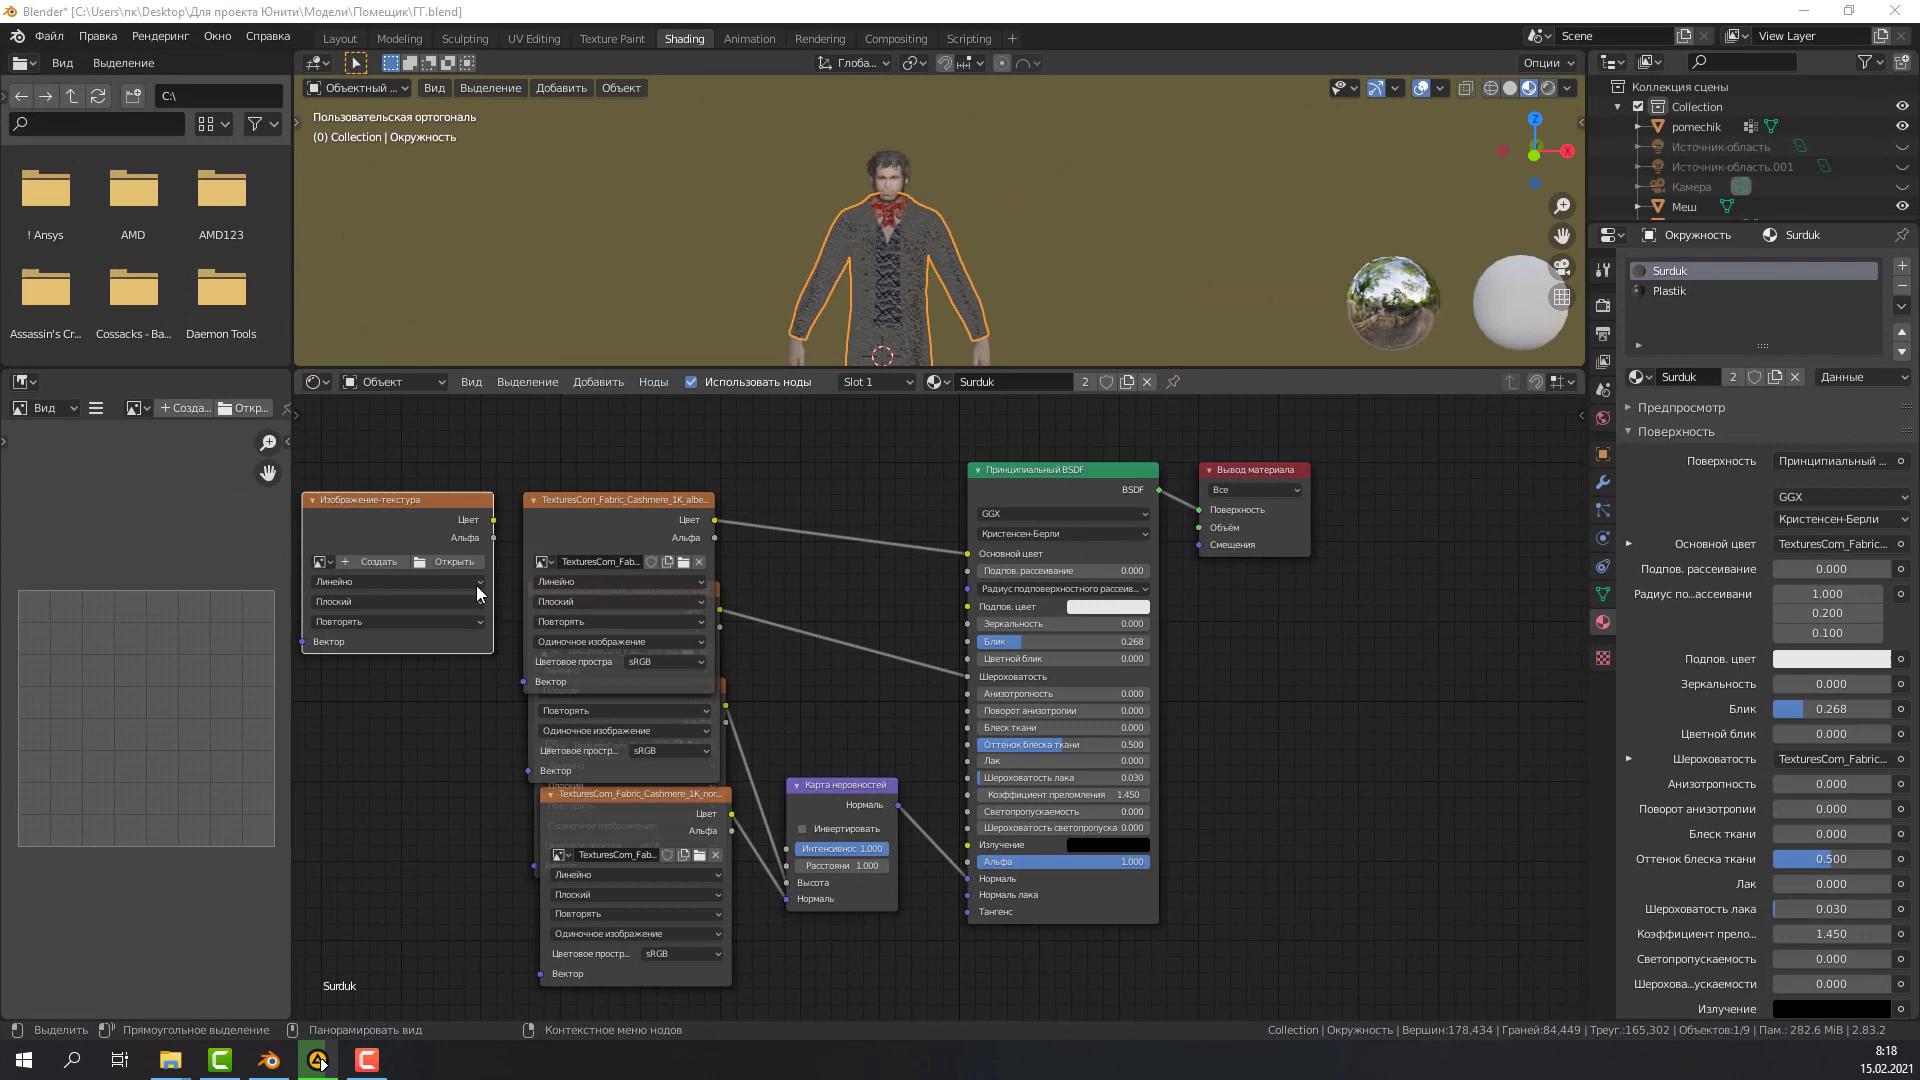 Blender* [C:\Users\пк\Desktop\Для проекта Юнити\Модели\Помещик\ГГ.blend]
Файл Правка Рендеринг Окно Справка
Layout Modeling Sculpting UV Editing Texture Paint Shading Animation Rendering Compositing Scripting
Scene View Layer
Вид Выделение
C:\
! Ansys AMD AMD123
Assassin's Cr... Cossacks - Ba... Daemon Tools
Глоба... Опции
Объектный ... Вид Выделение Добавить Объект
Пользовательская ортогональ
(0) Collection | Окружность
Z
X
Коллекция сцены
Collection
pomechik
Источник-область
Источник-область.001
Камера
Меш
Окружность Surduk
Surduk
Plastik
Surduk 2 Данные
Предпросмотр
Поверхность
Поверхность Принципиальный ...
GGX
Кристенсен-Берли
Основной цвет TexturesCom_Fabric...
Подпов. рассеивание 0.000
Радиус по...ассеивани 1.000
0.200
0.100
Подпов. цвет
Зеркальность 0.000
Блик 0.268
Цветной блик 0.000
Шероховатость TexturesCom_Fabric...
Анизотропность 0.000
Поворот анизотропии 0.000
Блеск ткани 0.000
Оттенок блеска ткани 0.500
Лак 0.000
Шероховатость лака 0.030
Коэффициент прело... 1.450
Светопропускаемость 0.000
Шерохова...ускаемости 0.000
Излучение
Вид Созда... Откр...
Объект Вид Выделение Добавить Ноды Использовать ноды Slot 1 Surduk 2
Изображение-текстура
Цвет
Альфа
Создать Открыть
Линейно
Плоский
Повторять
Вектор
TexturesCom_Fabric_Cashmere_1K_albe...
Цвет
Альфа
TexturesCom_Fab...
Линейно
Плоский
Повторять
Одиночное изображение
Цветовое простра sRGB
Вектор
Повторять
Одиночное изображение
Цветовое простр... sRGB
Вектор
TexturesCom_Fabric_Cashmere_1K_nor...
Цвет
Альфа
TexturesCom_Fab...
Линейно
Плоский
Повторять
Одиночное изображение
Цветовое простр... sRGB
Вектор
Карта неровностей
Нормаль
Инвертировать
Интенсивнос 1.000
Расстояни 1.000
Высота
Нормаль
Принципиальный BSDF
BSDF
GGX
Кристенсен-Берли
Основной цвет
Подпов. рассеивание 0.000
Радиус подповерхностного рассеив...
Подпов. цвет
Зеркальность 0.000
Блик 0.268
Цветной блик 0.000
Шероховатость
Анизотропность 0.000
Поворот анизотропии 0.000
Блеск ткани 0.000
Оттенок блеска ткани 0.500
Лак 0.000
Шероховатость лака 0.030
Коэффициент преломления 1.450
Светопропускаемость 0.000
Шероховатость светопропуска 0.000
Излучение
Альфа 1.000
Нормаль
Нормаль лака
Тангенс
Вывод материала
Все
Поверхность
Объём
Смещения
Surduk
Выделить Прямоугольное выделение Панорамировать вид Контекстное меню нодов
Collection | Окружность | Вершин:178,434 | Граней:84,449 | Треуг.:165,302 | Объектов:1/9 | Пам.: 282.6 MiB | 2.83.2
8:18
15.02.2021